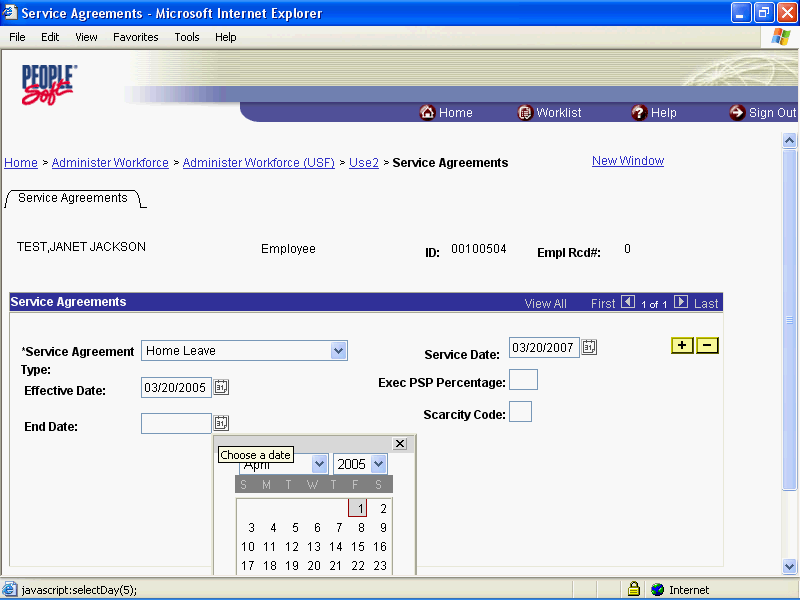 Service Agreements - Microsoft Internet Explorer
File Edit View Favorites Tools Help
PEOPLE Soft
Home Worklist Help Sign Out
Home > Administer Workforce > Administer Workforce (USF) > Use2 > Service Agreements New Window
Service Agreements
TEST,JANET JACKSON Employee ID: 00100504 Empl Rcd#: 0
Service Agreements View All First 1 of 1 Last
*Service Agreement Type: Home Leave Service Date: 03/20/2007 31 + −
Effective Date: 03/20/2005 31 Exec PSP Percentage:
End Date: 31 Scarcity Code:
Choose a date
April 2005
S M T W T F S
1 2
3 4 5 6 7 8 9
10 11 12 13 14 15 16
17 18 19 20 21 22 23
javascript:selectDay(5); Internet